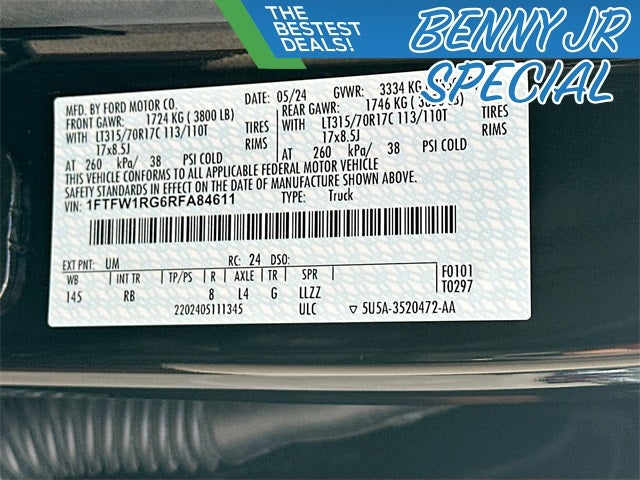 THE
BESTEST
DEALS!
BENNY JR
SPECIAL
MFD. BY FORD MOTOR CO.
DATE: 05/24 GVWR: 3334 KG
FRONT GAWR: 1724 KG ( 3800 LB)
REAR GAWR: 1746 KG LB)
WITH LT315/70R17C 113/110T TIRES
17x8.5J RIMS
WITH LT315/70R17C 113/110T TIRES
17x8.5J RIMS
AT 260 kPa/ 38 PSI COLD
AT 260 kPa/ 38 PSI COLD
THIS VEHICLE CONFORMS TO ALL APPLICABLE FEDERAL MOTOR VEHICLE
SAFETY STANDARDS IN EFFECT ON THE DATE OF MANUFACTURE SHOWN ABOVE.
VIN: 1FTFW1RG6RFA84611 TYPE: Truck
EXT PNT: UM RC: 24 DSO:
WB INT TR TP/PS R AXLE TR SPR
145 RB 8 L4 G LLZZ
F0101
T0297
2202405111345 ULC ▽ 5U5A-3520472-AA